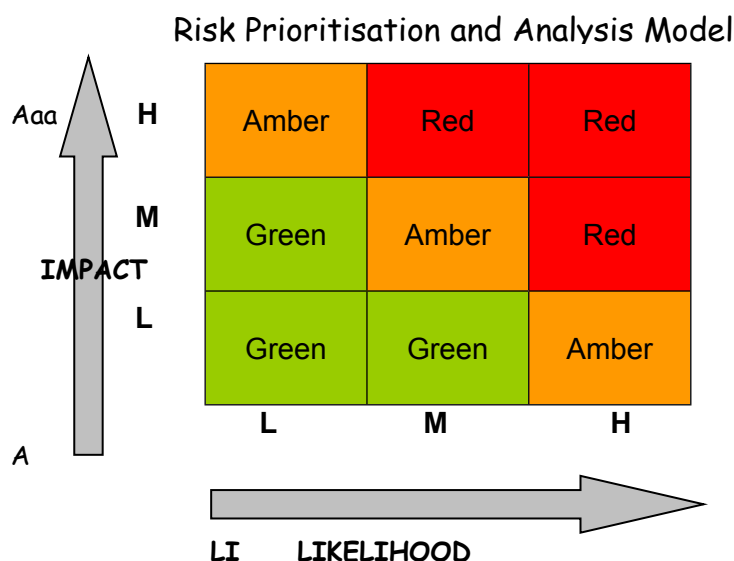 Risk Prioritisation and Analysis Model
Aaa H Amber Red Red
M Green Amber Red
IMPACT
L Green Green Amber
L M H
A
LI LIKELIHOOD